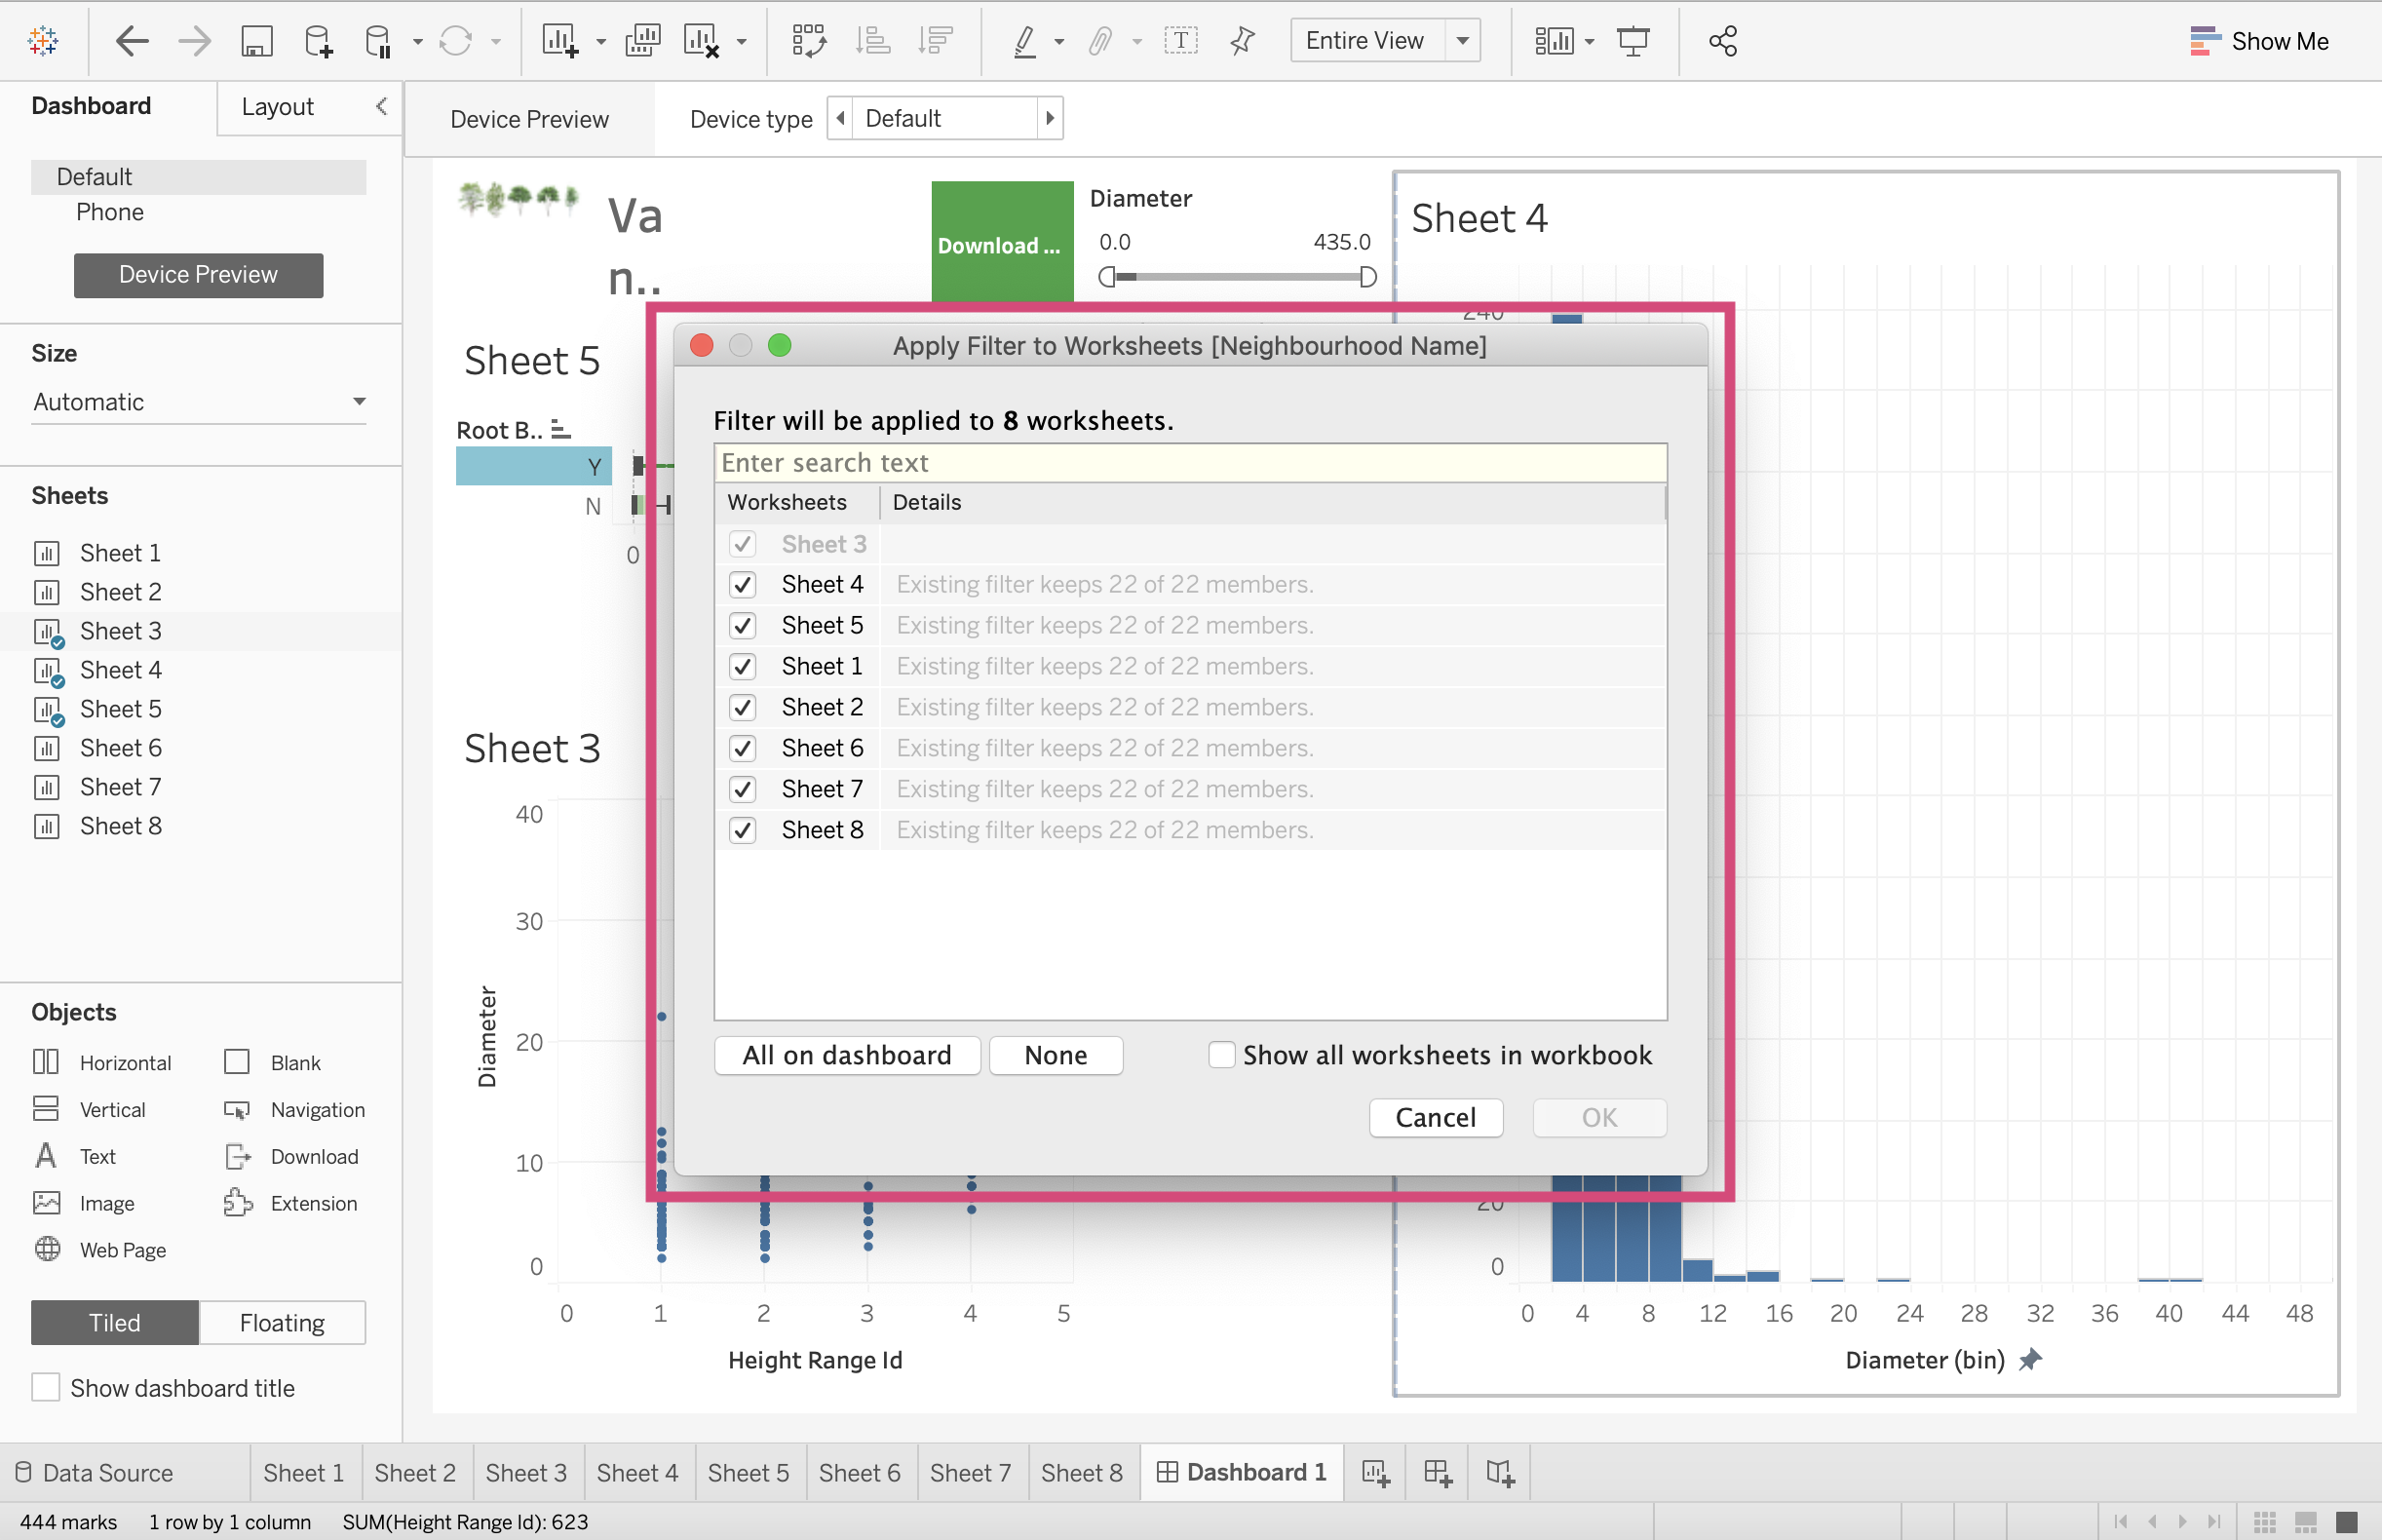 Entire View
Show Me
Dashboard
Layout
Device Preview
Device type
Default
Default
Phone
Device Preview
Size
Automatic
Sheets
Sheet 1
Sheet 2
Sheet 3
Sheet 4
Sheet 5
Sheet 6
Sheet 7
Sheet 8
Objects
Horizontal
Blank
Vertical
Navigation
Text
Download
Image
Extension
Web Page
Tiled
Floating
Show dashboard title
Va
n..
Download ...
Diameter
0.0
435.0
Sheet 5
Root B..
Y
N
0
Sheet 3
40
30
20
10
0
Diameter
0 1 2 3 4 5
Height Range Id
Sheet 4
240
20
0
0 4 8 12 16 20 24 28 32 36 40 44 48
Diameter (bin)
Apply Filter to Worksheets [Neighbourhood Name]
Filter will be applied to 8 worksheets.
Enter search text
Worksheets Details
Sheet 3
Sheet 4 Existing filter keeps 22 of 22 members.
Sheet 5 Existing filter keeps 22 of 22 members.
Sheet 1 Existing filter keeps 22 of 22 members.
Sheet 2 Existing filter keeps 22 of 22 members.
Sheet 6 Existing filter keeps 22 of 22 members.
Sheet 7 Existing filter keeps 22 of 22 members.
Sheet 8 Existing filter keeps 22 of 22 members.
All on dashboard
None
Show all worksheets in workbook
Cancel
OK
Data Source
Sheet 1
Sheet 2
Sheet 3
Sheet 4
Sheet 5
Sheet 6
Sheet 7
Sheet 8
Dashboard 1
444 marks
1 row by 1 column
SUM(Height Range Id): 623